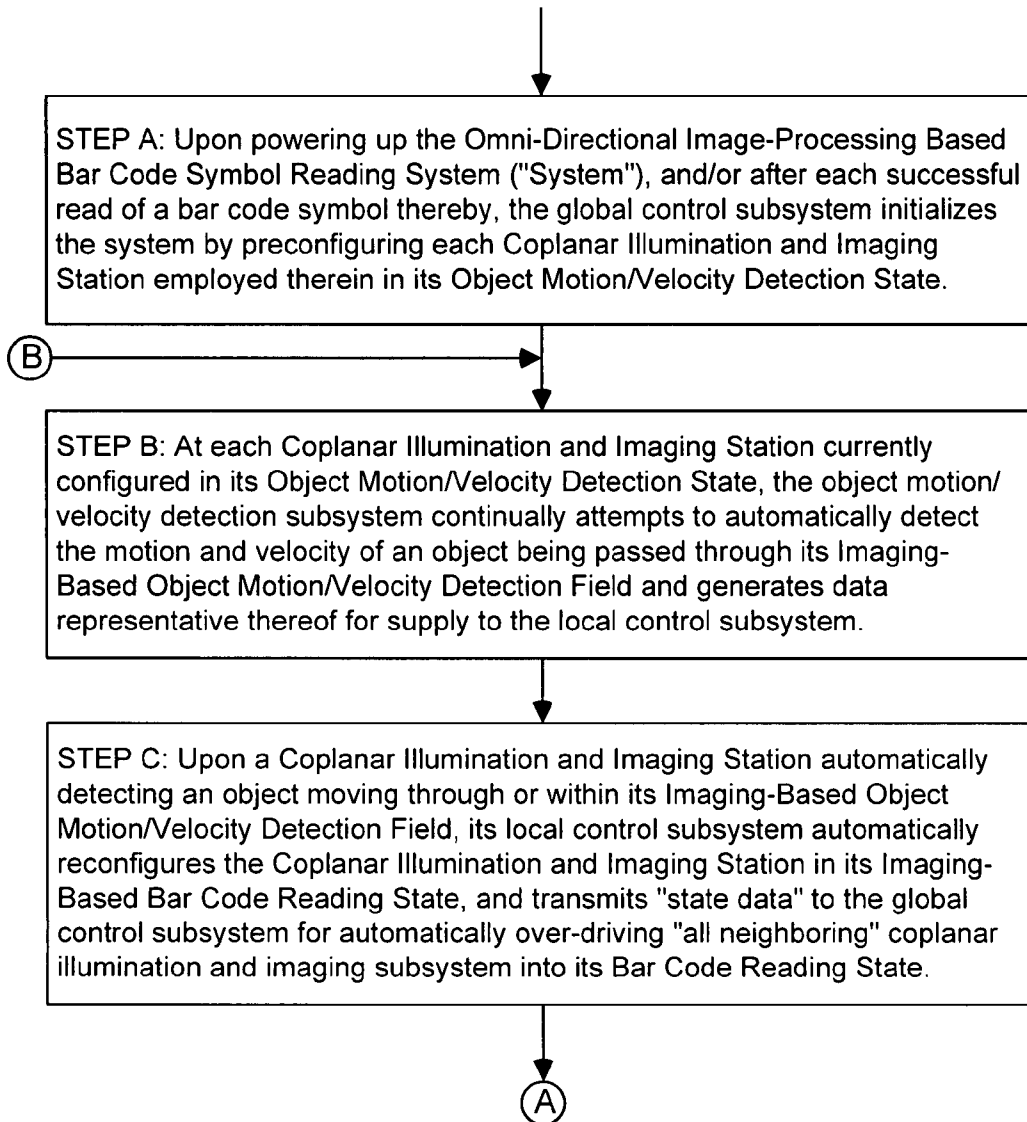 STEP A: Upon powering up the Omni-Directional Image-Processing Based
Bar Code Symbol Reading System ("System"), and/or after each successful
read of a bar code symbol thereby, the global control subsystem initializes
the system by preconfiguring each Coplanar Illumination and Imaging
Station employed therein in its Object Motion/Velocity Detection State.
B
STEP B: At each Coplanar Illumination and Imaging Station currently
configured in its Object Motion/Velocity Detection State, the object motion/
velocity detection subsystem continually attempts to automatically detect
the motion and velocity of an object being passed through its Imaging-
Based Object Motion/Velocity Detection Field and generates data
representative thereof for supply to the local control subsystem.
STEP C: Upon a Coplanar Illumination and Imaging Station automatically
detecting an object moving through or within its Imaging-Based Object
Motion/Velocity Detection Field, its local control subsystem automatically
reconfigures the Coplanar Illumination and Imaging Station in its Imaging-
Based Bar Code Reading State, and transmits "state data" to the global
control subsystem for automatically over-driving "all neighboring" coplanar
illumination and imaging subsystem into its Bar Code Reading State.
A